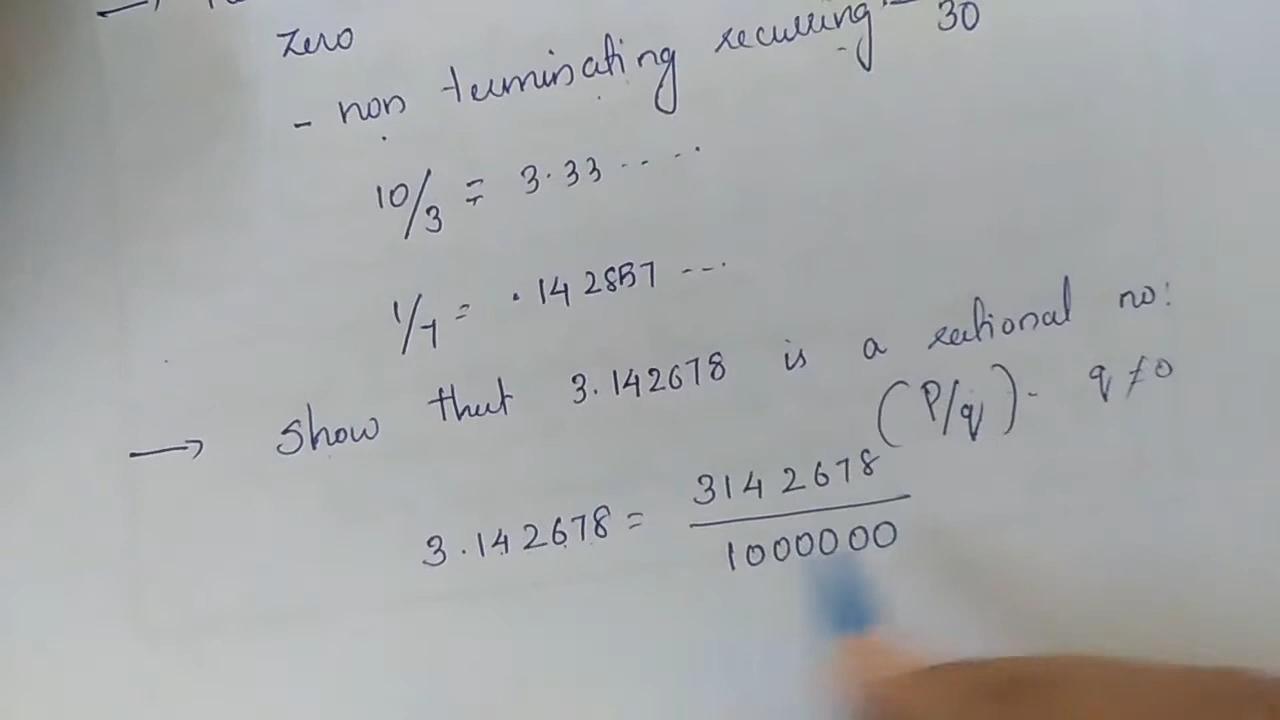 zero
- non terminating recurring - 30
10/3 = 3.33 ....
1/7 = .142857 ...
→ Show that 3.142678 is a rational no:
(P/q). q ≠ 0
3.142678 = 3142678
1000000